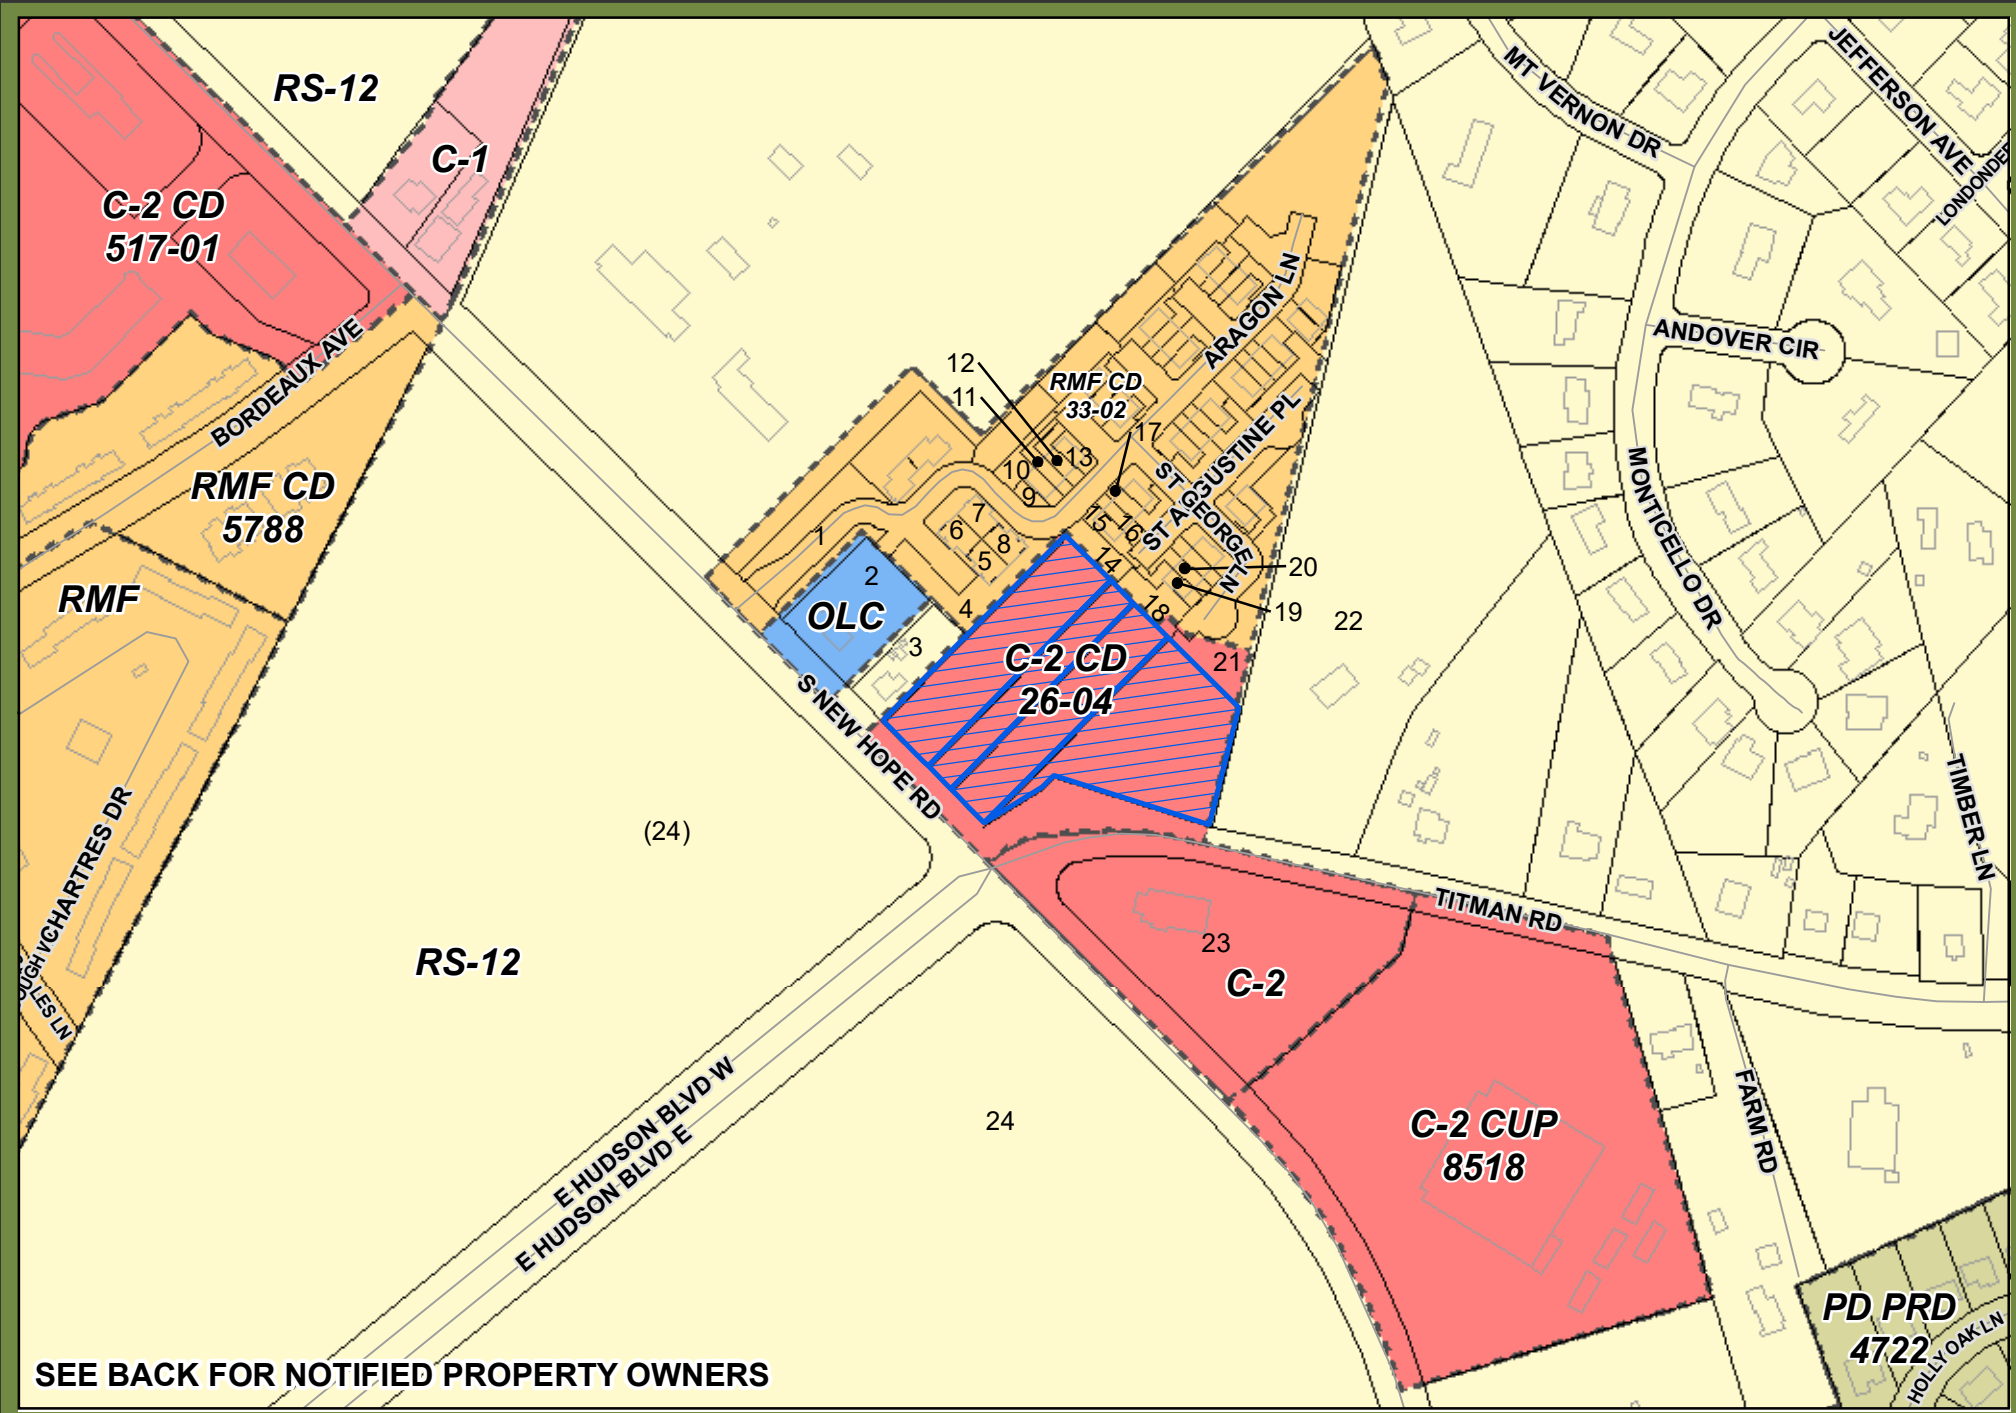 RS-12
C-1
C-2 CD
517-01
MT VERNON DR
JEFFERSON AVE
ANDOVER CIR
MONTICELLO DR
BORDEAUX AVE
RMF CD
5788
RMF
ARAGON LN
RMF CD
33-02
12
11
17
10
13
9
ST AUGUSTINE PL
ST GEORGE LN
15
16
14
18
20
19
22
21
1
2
OLC
3
4
5
6
7
8
C-2 CD
26-04
S NEW HOPE RD
(24)
RS-12
CHARTRES DR
LES LN
TIMBER LN
TITMAN RD
23
C-2
24
E HUDSON BLVD W
E HUDSON BLVD E
C-2 CUP
8518
FARM RD
PD PRD
4722
HOLLY OAK LN
SEE BACK FOR NOTIFIED PROPERTY OWNERS